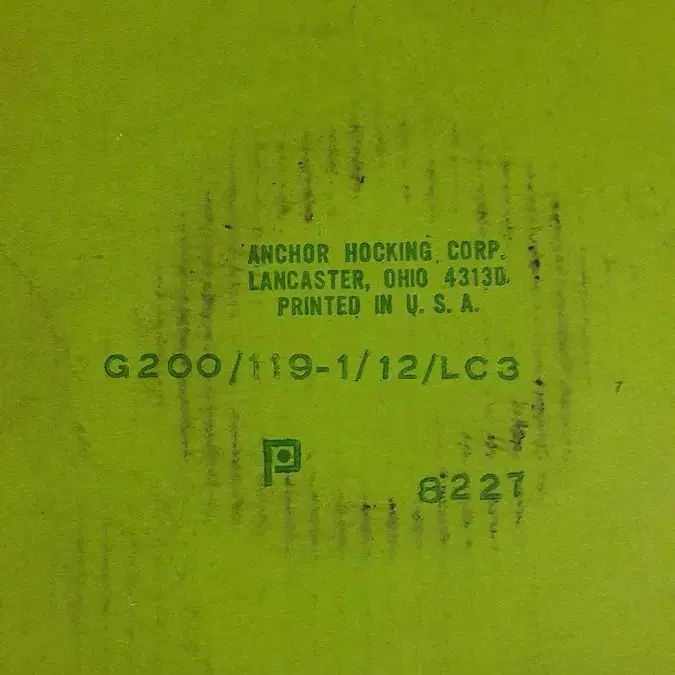 ANCHOR HOCKING CORP.
LANCASTER, OHIO 43130.
PRINTED IN U. S. A.
G200/119-1/12/LC3
P
8227